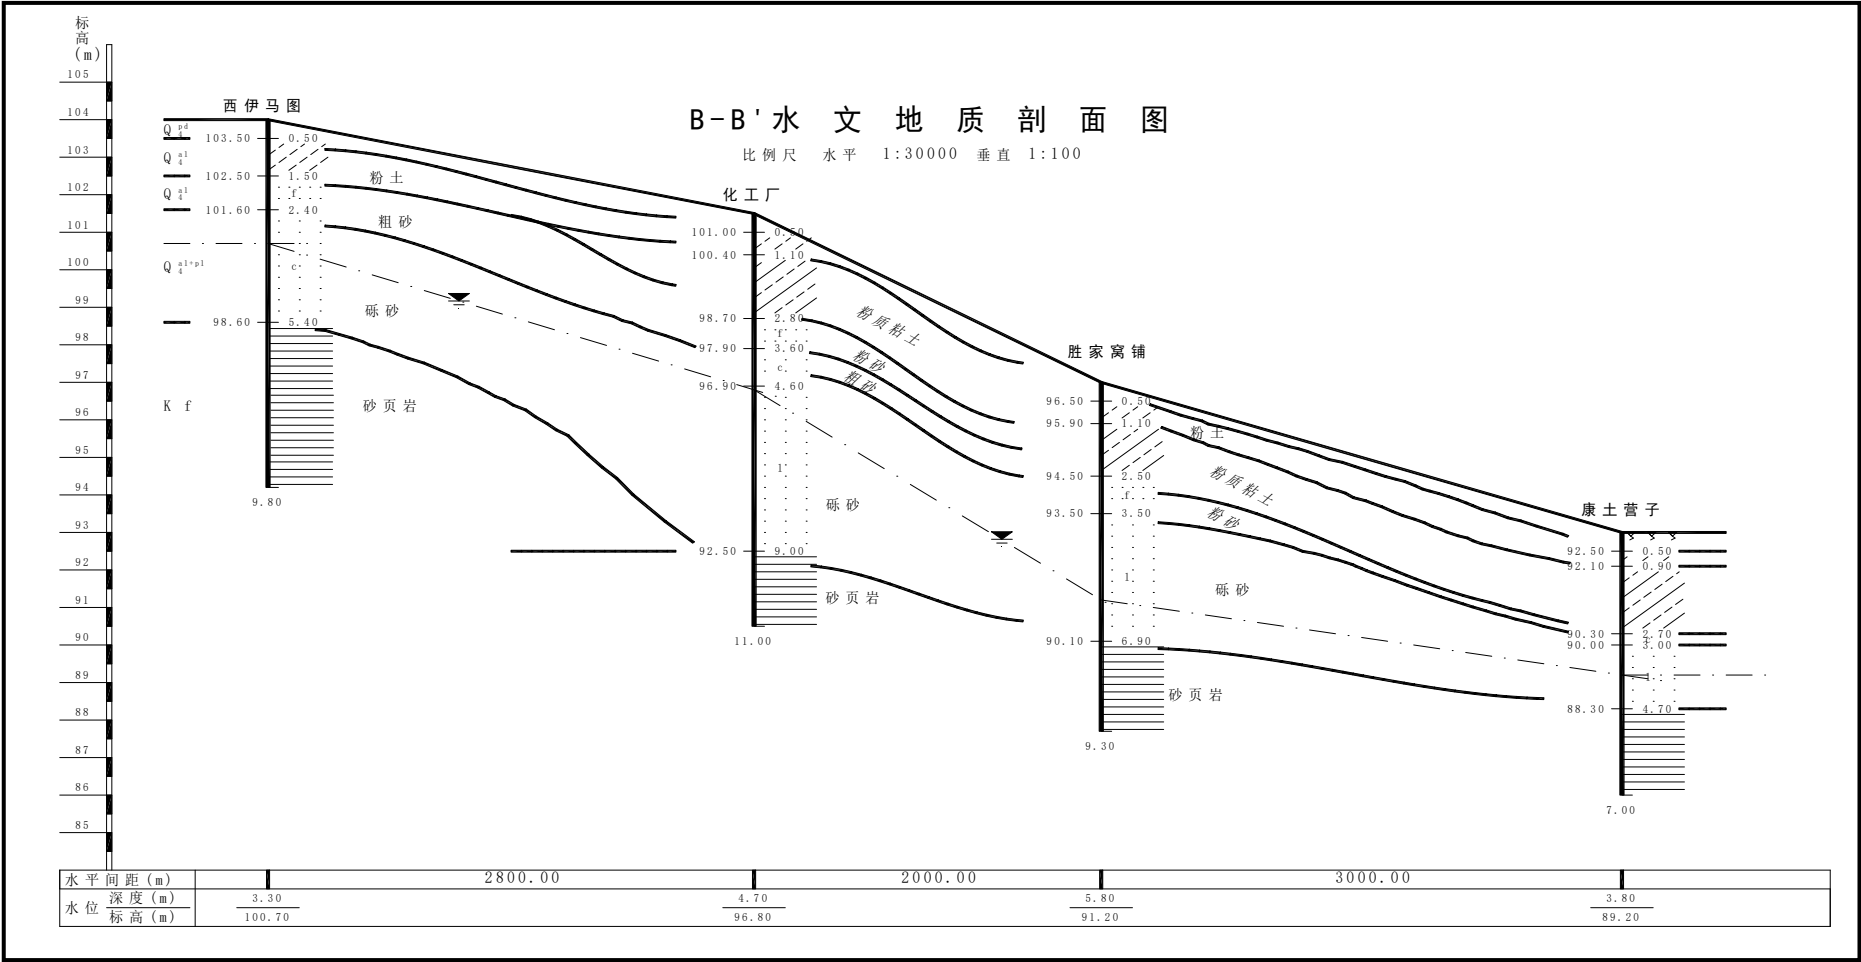 标
高
(m)
105
104
103
102
101
100
99
98
97
96
95
94
93
92
91
90
89
88
87
86
85
B-B'水文地质剖面图
比例尺 水平 1:30000 垂直 1:100
西伊马图
Q4pd
Q4al
Q4al
Q4al+pl
K f
103.50 0.50
102.50 1.50
f
101.60 2.40
c
98.60 5.40
9.80
粉土
粗砂
砾砂
砂页岩
化工厂
101.00 0.50
100.40 1.10
98.70 2.80
f
97.90 3.60
c
96.90 4.60
l
92.50 9.00
11.00
粉质粘土
粉砂
粗砂
砾砂
砂页岩
胜家窝铺
96.50 0.50
95.90 1.10
94.50 2.50
f
93.50 3.50
l
90.10 6.90
9.30
粉土
粉质粘土
粉砂
砾砂
砂页岩
康土营子
92.50 0.50
92.10 0.90
90.30 2.70
90.00 3.00
88.30 4.70
7.00
水平间距(m) 2800.00 2000.00 3000.00
水位 深度(m) 3.30 4.70 5.80 3.80
标高(m) 100.70 96.80 91.20 89.20